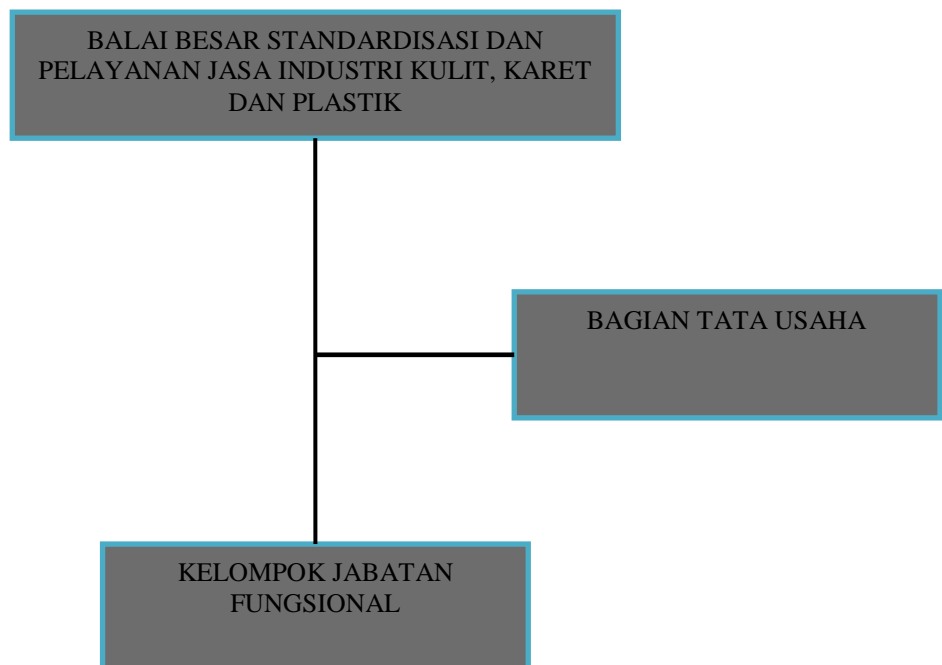 BALAI BESAR STANDARDISASI DAN
PELAYANAN JASA INDUSTRI KULIT, KARET
DAN PLASTIK
BAGIAN TATA USAHA
KELOMPOK JABATAN
FUNGSIONAL